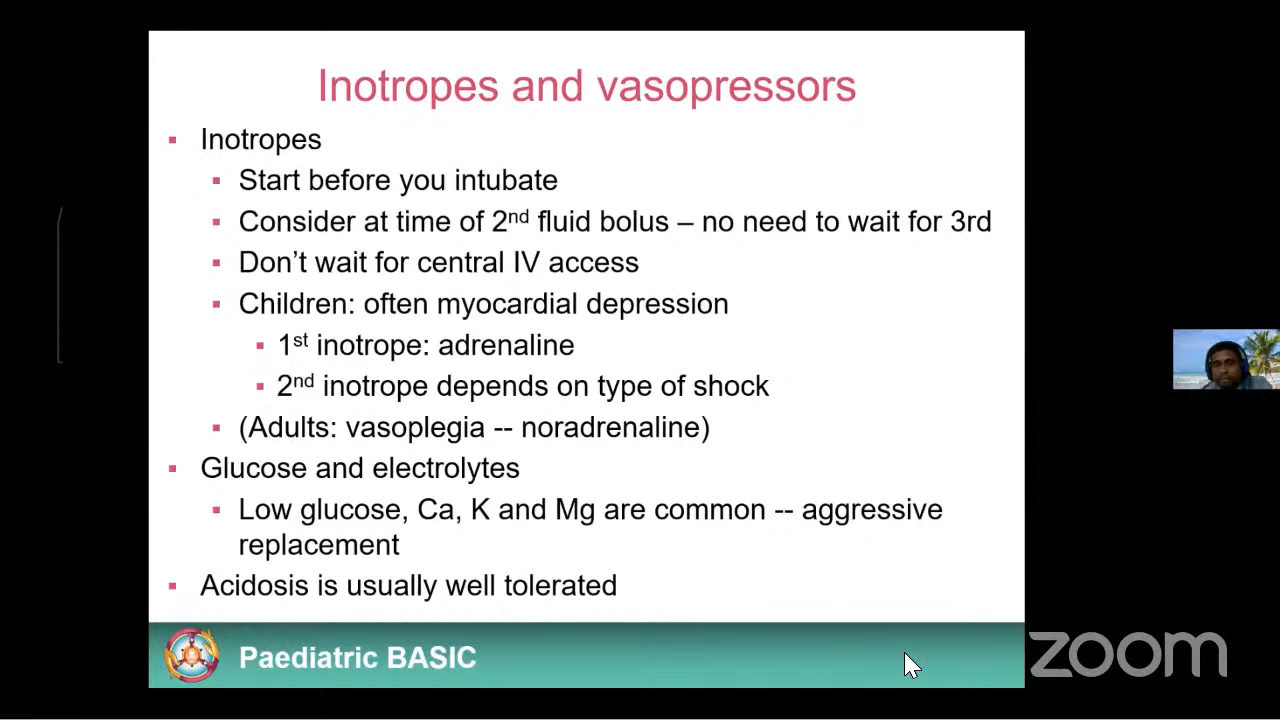 Inotropes and vasopressors
Inotropes
Start before you intubate
Consider at time of 2nd fluid bolus – no need to wait for 3rd
Don't wait for central IV access
Children: often myocardial depression
1st inotrope: adrenaline
2nd inotrope depends on type of shock
(Adults: vasoplegia -- noradrenaline)
Glucose and electrolytes
Low glucose, Ca, K and Mg are common -- aggressive
replacement
Acidosis is usually well tolerated
Paediatric BASIC
zoom